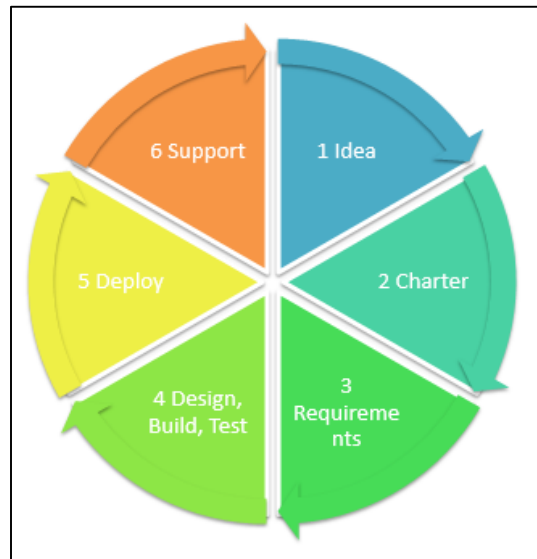 1 Idea
2 Charter
3
Requireme
nts
4 Design,
Build, Test
5 Deploy
6 Support